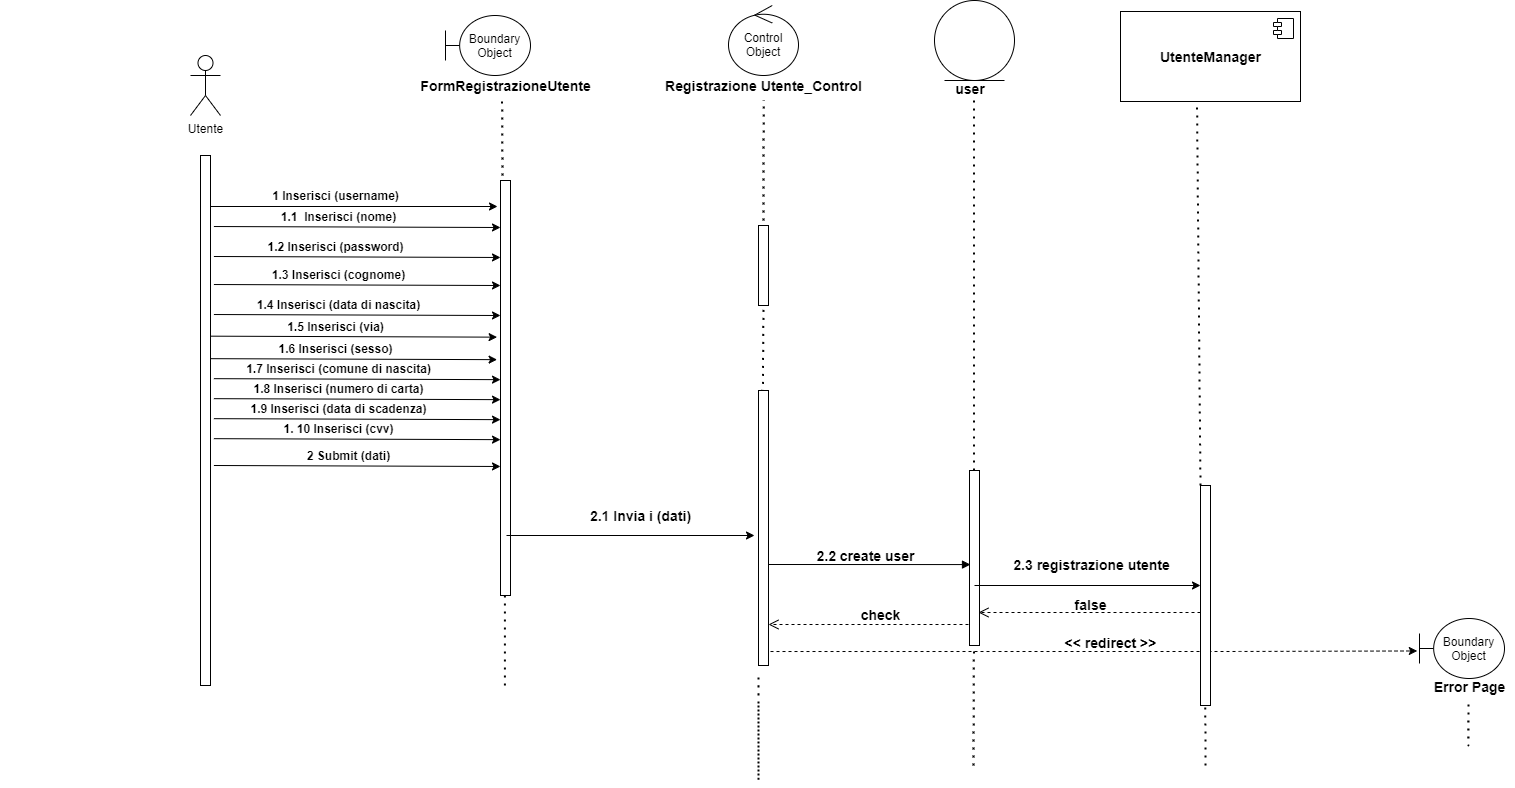 Boundary
Object
Control
Object
UtenteManager
FormRegistrazioneUtente
Registrazione Utente_Control
user
Utente
1 Inserisci (username)
1.1  Inserisci (nome)
1.2 Inserisci (password)
1.3 Inserisci (cognome)
1.4 Inserisci (data di nascita)
1.5 Inserisci (via)
1.6 Inserisci (sesso)
1.7 Inserisci (comune di nascita)
1.8 Inserisci (numero di carta)
1.9 Inserisci (data di scadenza)
1. 10 Inserisci (cvv)
2 Submit (dati)
2.1 Invia i (dati)
2.2 create user
2.3 registrazione utente
false
check
<< redirect >>
Boundary
Object
Error Page